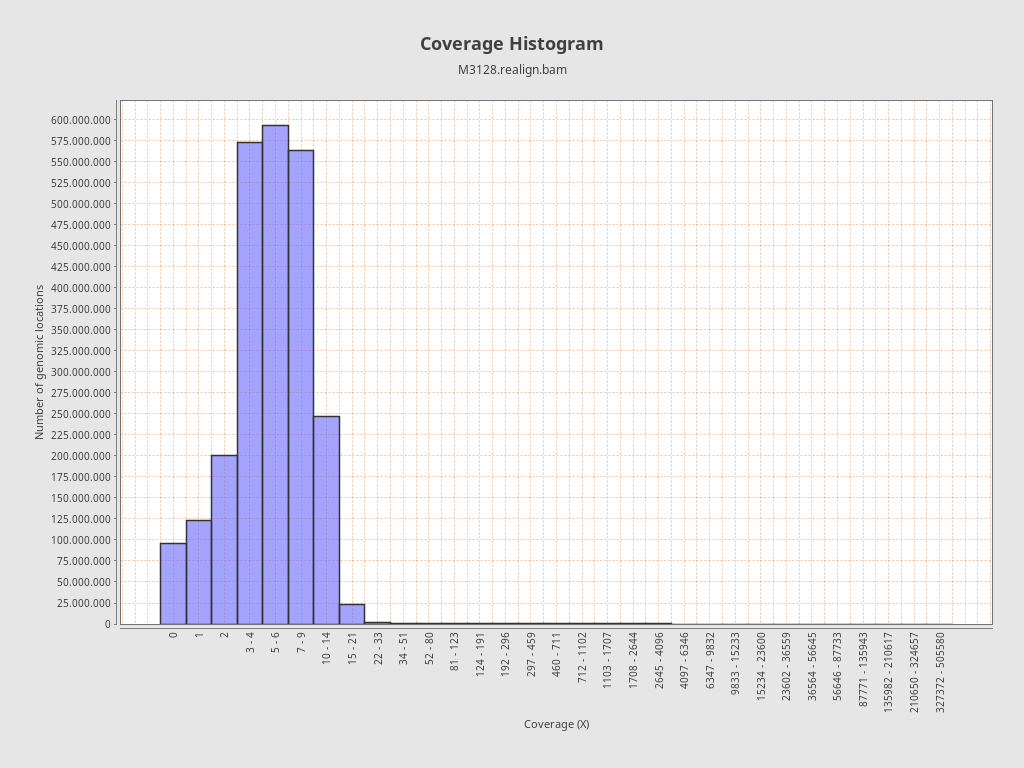 Coverage Histogram
M3128.realign.bam
Number of genomic locations
600.000.000
575.000.000
550.000.000
525.000.000
500.000.000
475.000.000
450.000.000
425.000.000
400.000.000
375.000.000
350.000.000
325.000.000
300.000.000
275.000.000
250.000.000
225.000.000
200.000.000
175.000.000
150.000.000
125.000.000
100.000.000
75.000.000
50.000.000
25.000.000
0
0
1
2
3 - 4
5 - 6
7 - 9
10 - 14
15 - 21
22 - 33
34 - 51
52 - 80
81 - 123
124 - 191
192 - 296
297 - 459
460 - 711
712 - 1102
1103 - 1707
1708 - 2644
2645 - 4096
4097 - 6346
6347 - 9832
9833 - 15233
15234 - 23600
23602 - 36559
36564 - 56645
56646 - 87733
87771 - 135943
135982 - 210617
210650 - 324657
327372 - 505580
Coverage (X)